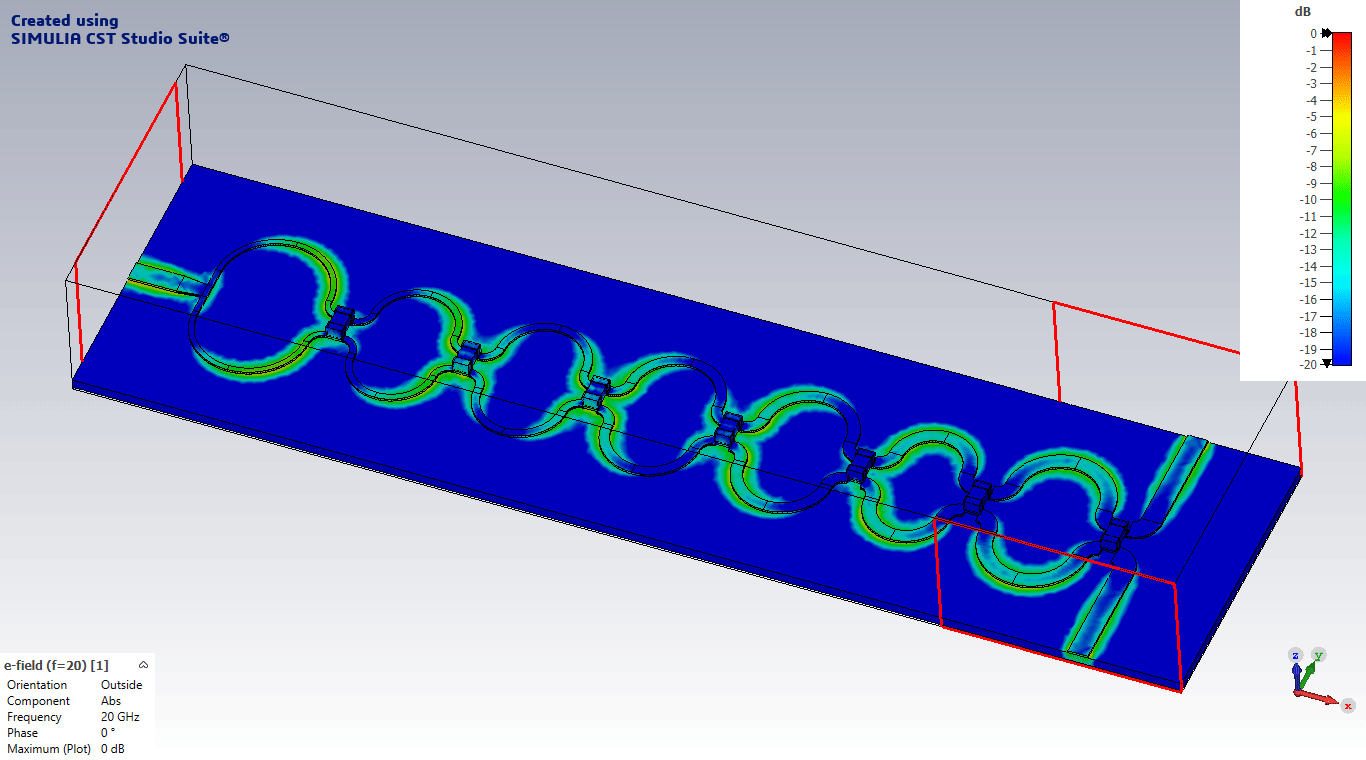 Created using
SIMULIA CST Studio Suite®
dB
0
-1
-2
-3
-4
-5
-6
-7
-8
-9
-10
-11
-12
-13
-14
-15
-16
-17
-18
-19
-20
e-field (f=20) [1]
Orientation Outside
Component Abs
Frequency 20 GHz
Phase 0 °
Maximum (Plot) 0 dB
z y
x